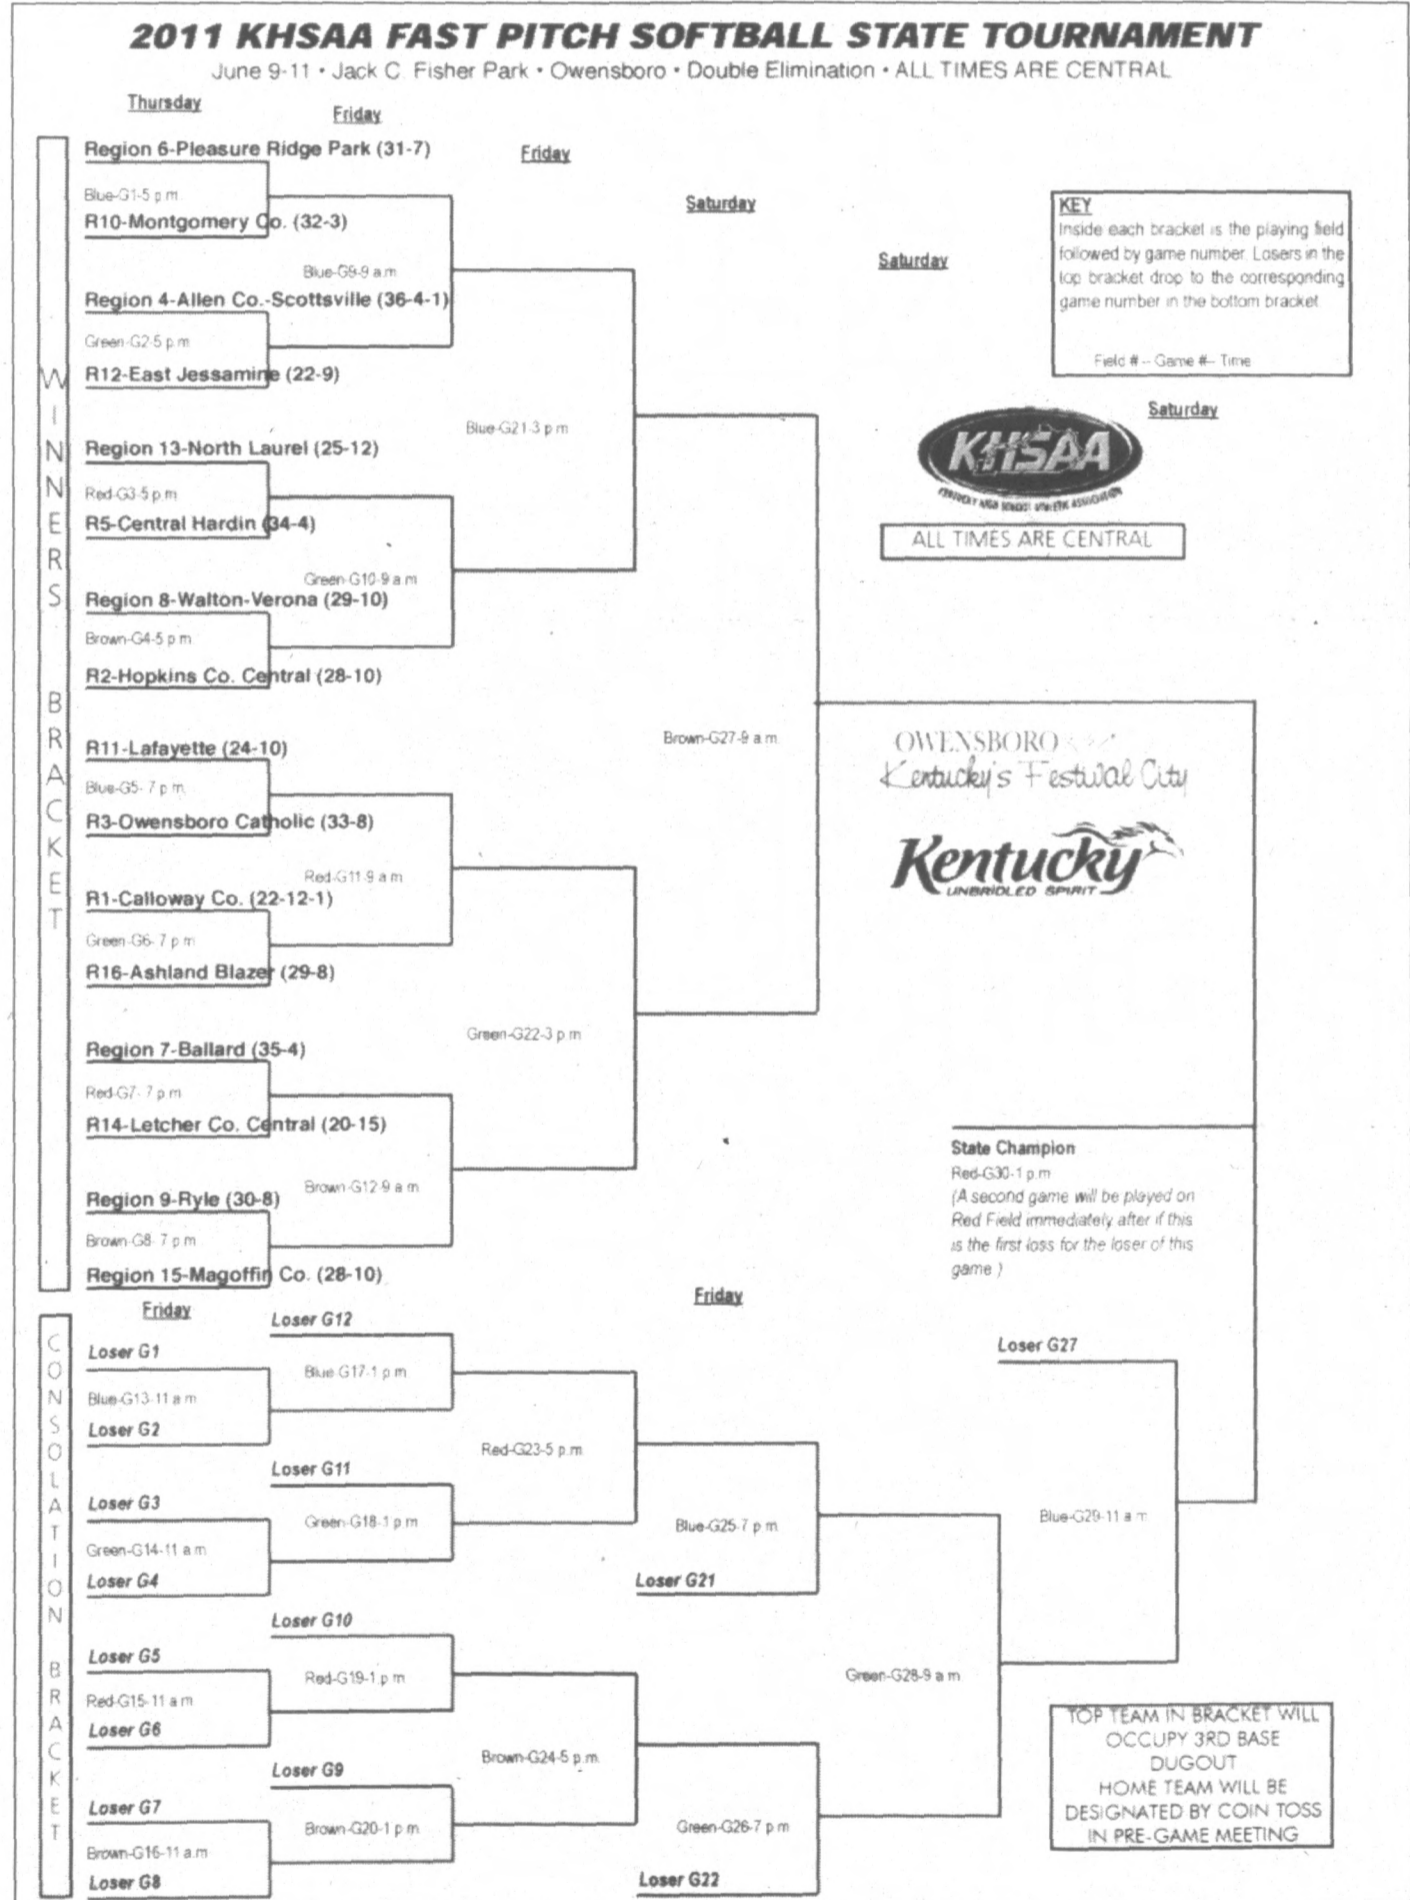 2011 KHSAA FAST PITCH SOFTBALL STATE TOURNAMENT
June 9-11 • Jack C. Fisher Park • Owensboro • Double Elimination • ALL TIMES ARE CENTRAL
Thursday
Friday
Friday
Saturday
Saturday
WINNERS BRACKET
Region 6-Pleasure Ridge Park (31-7)
Blue-G1-5 p.m
R10-Montgomery Co. (32-3)
Blue-G9-9 a.m
Region 4-Allen Co.-Scottsville (36-4-1)
Green-G2-5 p.m
R12-East Jessamine (22-9)
Blue-G21-3 p.m
Region 13-North Laurel (25-12)
Red-G3-5 p.m
R5-Central Hardin (34-4)
Green-G10-9 a.m
Region 8-Walton-Verona (29-10)
Brown-G4-5 p.m
R2-Hopkins Co. Central (28-10)
Brown-G27-9 a.m.
R11-Lafayette (24-10)
Blue-G5- 7 p.m.
R3-Owensboro Catholic (33-8)
Red-G11-9 a.m
R1-Calloway Co. (22-12-1)
Green-G6- 7 p.m
R16-Ashland Blazer (29-8)
Green-G22-3 p.m
Region 7-Ballard (35-4)
Red-G7- 7 p.m
R14-Letcher Co. Central (20-15)
Brown-G12-9 a.m.
Region 9-Ryle (30-8)
Brown-G8- 7 p.m
Region 15-Magoffin Co. (28-10)
KEY
Inside each bracket is the playing field
followed by game number. Losers in the
top bracket drop to the corresponding
game number in the bottom bracket
Field # -- Game #-- Time
Saturday
KHSAA
KENTUCKY HIGH SCHOOL ATHLETIC ASSOCIATION
ALL TIMES ARE CENTRAL
OWENSBORO
Kentucky's Festival City
Kentucky
UNBRIDLED SPIRIT
State Champion
Red-G30-1 p.m
(A second game will be played on
Red Field immediately after if this
is the first loss for the loser of this
game )
CONSOLATION BRACKET
Friday
Friday
Loser G12
Loser G1
Blue-G17-1 p.m
Blue-G13-11 a.m
Loser G2
Red-G23-5 p.m
Loser G11
Loser G3
Green-G18-1 p.m
Green-G14-11 a.m
Loser G4
Blue-G25-7 p.m
Loser G21
Loser G27
Blue-G29-11 a.m
Loser G10
Loser G5
Red-G19-1 p.m
Red-G15-11 a.m
Loser G6
Green-G28-9 a.m
Brown-G24-5 p.m.
Loser G9
Loser G7
Brown-G20-1 p.m.
Green-G26-7 p.m
Brown-G16-11 a.m
Loser G8
Loser G22
TOP TEAM IN BRACKET WILL
OCCUPY 3RD BASE
DUGOUT
HOME TEAM WILL BE
DESIGNATED BY COIN TOSS
IN PRE-GAME MEETING